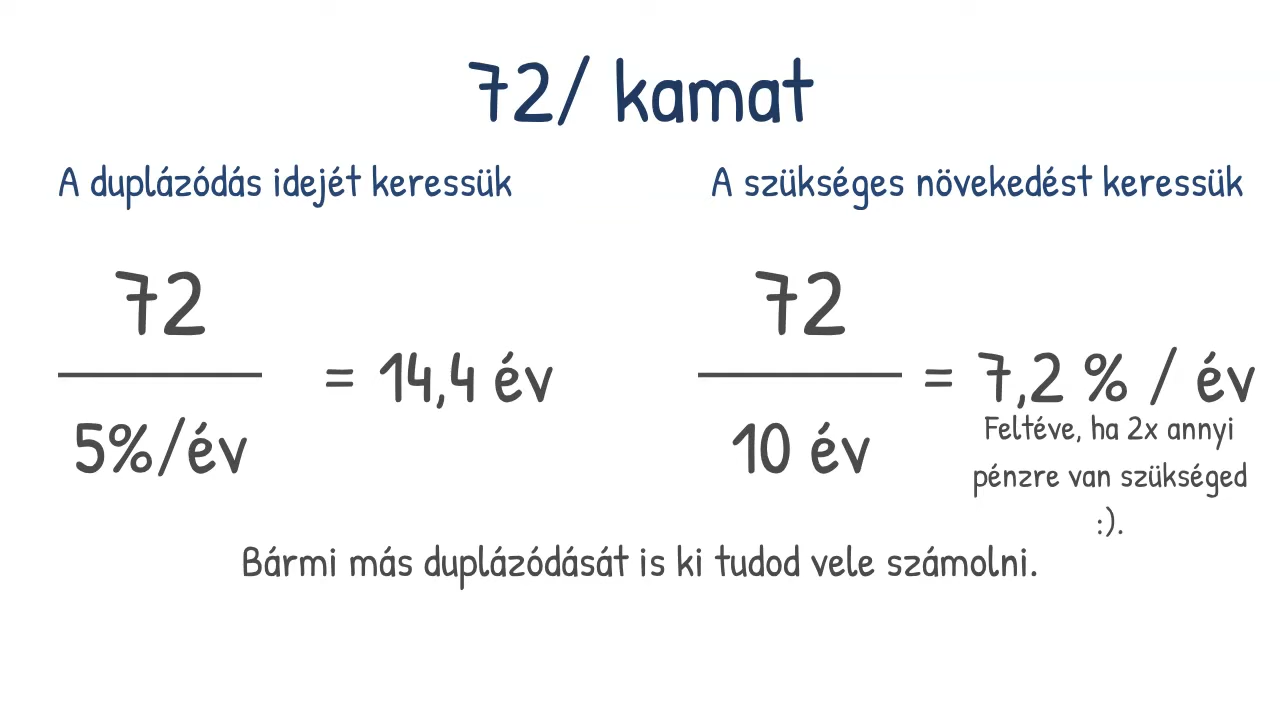 72/ kamat
A duplázódás idejét keressük
72
5%/év
= 14,4 év
A szükséges növekedést keressük
72
10 év
= 7,2 % / év
Feltéve, ha 2x annyi
pénzre van szükséged
:).
Bármi más duplázódását is ki tudod vele számolni.